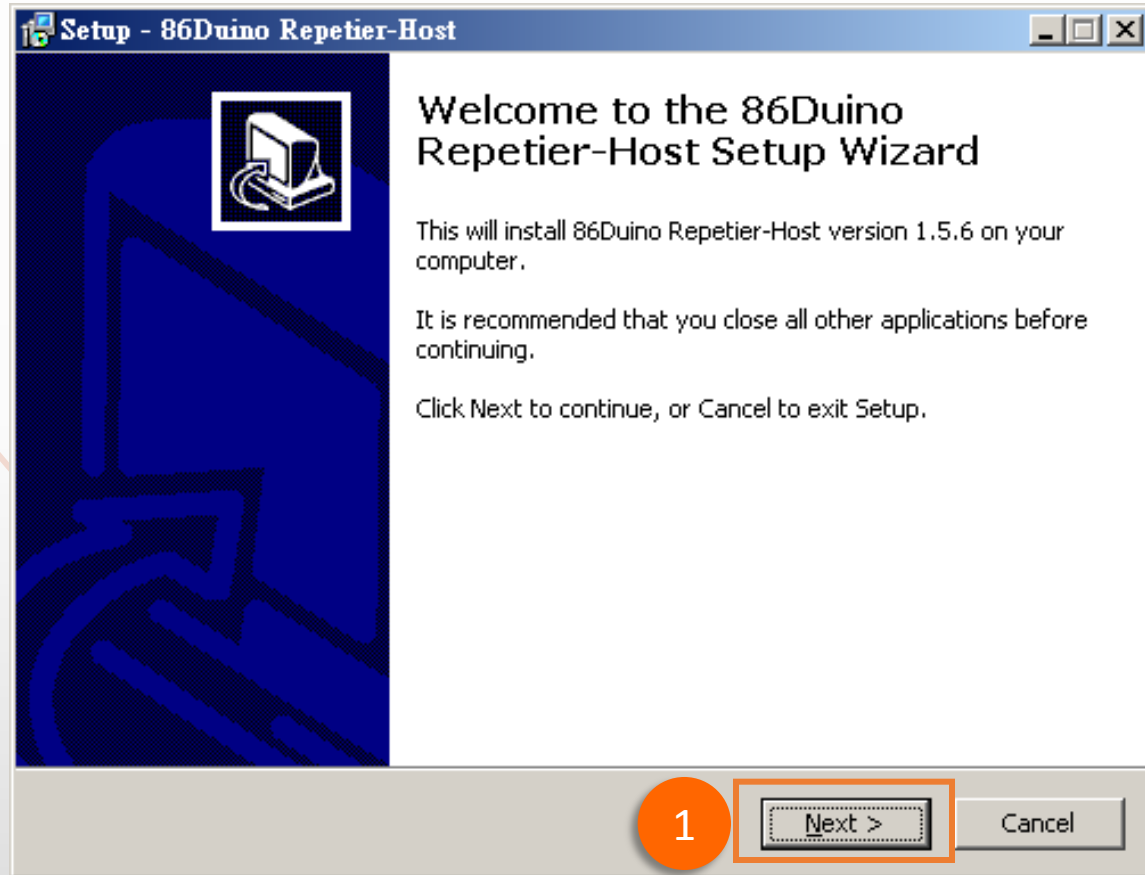 Setup - 86Duino Repetier-Host
Welcome to the 86Duino
Repetier-Host Setup Wizard
This will install 86Duino Repetier-Host version 1.5.6 on your
computer.
It is recommended that you close all other applications before
continuing.
Click Next to continue, or Cancel to exit Setup.
1
Next >
Cancel